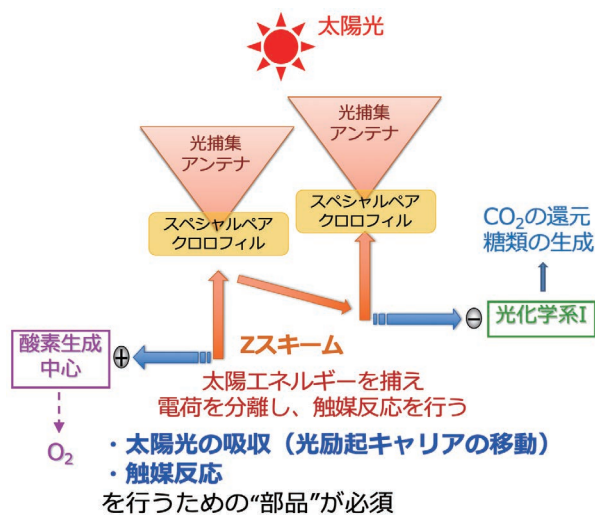 太陽光
光捕集
アンテナ
光捕集
アンテナ
スペシャルペア
クロロフィル
スペシャルペア
クロロフィル
CO₂の還元
糖類の生成
酸素生成
中心
⊕
Zスキーム
⊖
光化学系I
太陽エネルギーを捕え
電荷を分離し、触媒反応を行う
O₂
・太陽光の吸収（光励起キャリアの移動）
・触媒反応
を行うための“部品”が必須